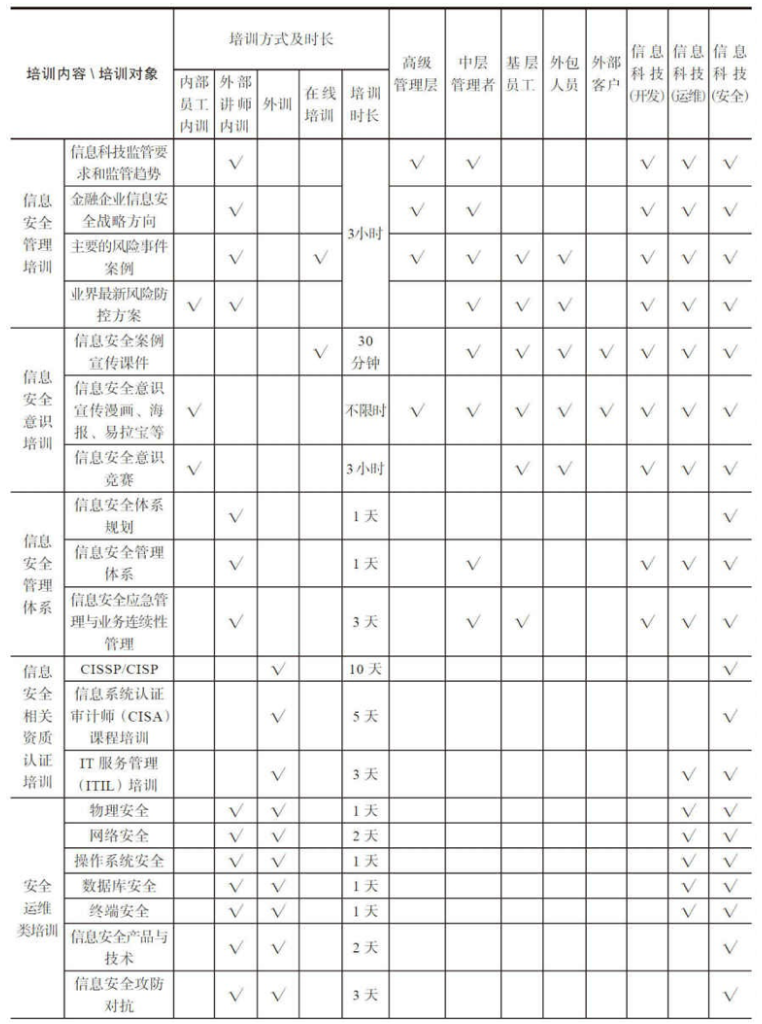 培训内容\培训对象
培训方式及时长
内部
员工
内训
外部
讲师
内训
外训
在线
培训
培训
时长
高级
管理层
中层
管理者
基层
员工
外包
人员
外部
客户
信息
科技
(开发)
信息
科技
(运维)
信息
科技
(安全)
信息
安全
管理
培训
信息科技监管要
求和监管趋势
√ √ √ √ √ √
金融企业信息安
全战略方向
√ √ √ √ √ √
3小时
主要的风险事件
案例
√ √ √ √ √ √ √ √ √
业界最新风险防
控方案
√ √ √ √ √ √ √ √
信息
安全
意识
培训
信息安全案例
宣传课件
√
30
分钟
√ √ √ √ √ √ √
信息安全意识
宣传漫画、海
报、易拉宝等
√ 不限时 √ √ √ √ √ √ √ √
信息安全意识
竞赛
√ 3小时 √ √ √ √ √
信息
安全
管理
体系
信息安全体系
规划
√ 1天 √
信息安全管理
体系
√ 1天 √ √ √ √
信息安全应急管
理与业务连续性
管理
√ 3天 √ √ √ √ √
信息
安全
相关
资质
认证
培训
CISSP/CISP √ 10天 √
信息系统认证
审计师（CISA）
课程培训
√ 5天 √
IT服务管理
（ITIL）培训
√ 3天 √ √
安全
运维
类培训
物理安全 √ √ 1天 √ √
网络安全 √ √ 2天 √ √
操作系统安全 √ √ 1天 √ √
数据库安全 √ √ 1天 √ √
终端安全 √ √ 1天 √ √
信息安全产品与
技术
√ √ 2天 √
信息安全攻防
对抗
√ √ 3天 √